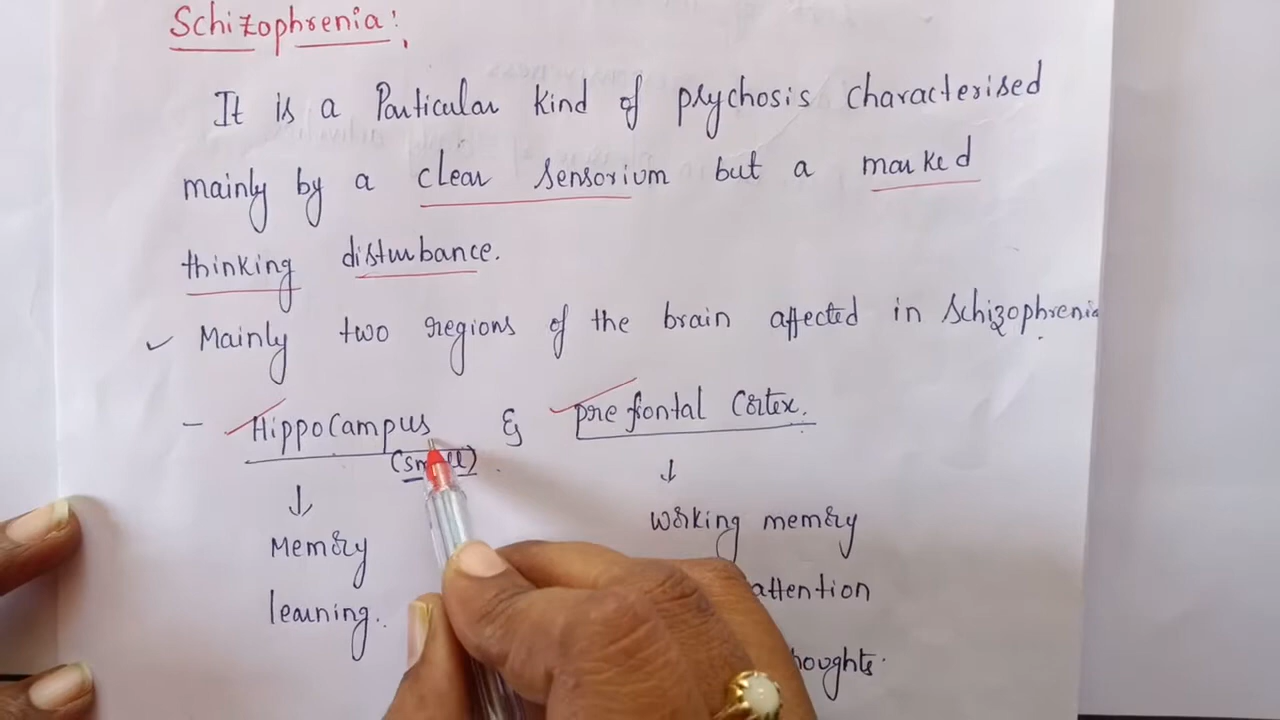 Schizophrenia:
It is a Particular kind of psychosis characterised
mainly by a clear sensorium but a marked
thinking disturbance.
✓ Mainly two regions of the brain affected in Schizophrenia
- Hippocampus & prefrontal Cortex.
(small).
↓ ↓
Memory working memory
learning. attention
thoughts.